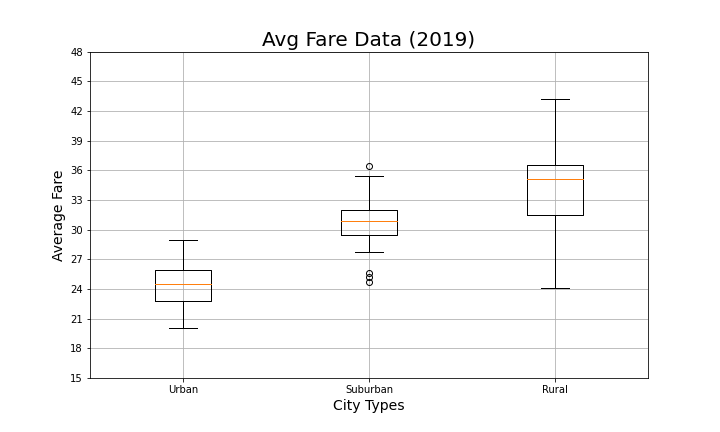 Avg Fare Data (2019)
48
45
42
39
36
33
30
27
24
21
18
15
Average Fare
Urban
Suburban
Rural
City Types